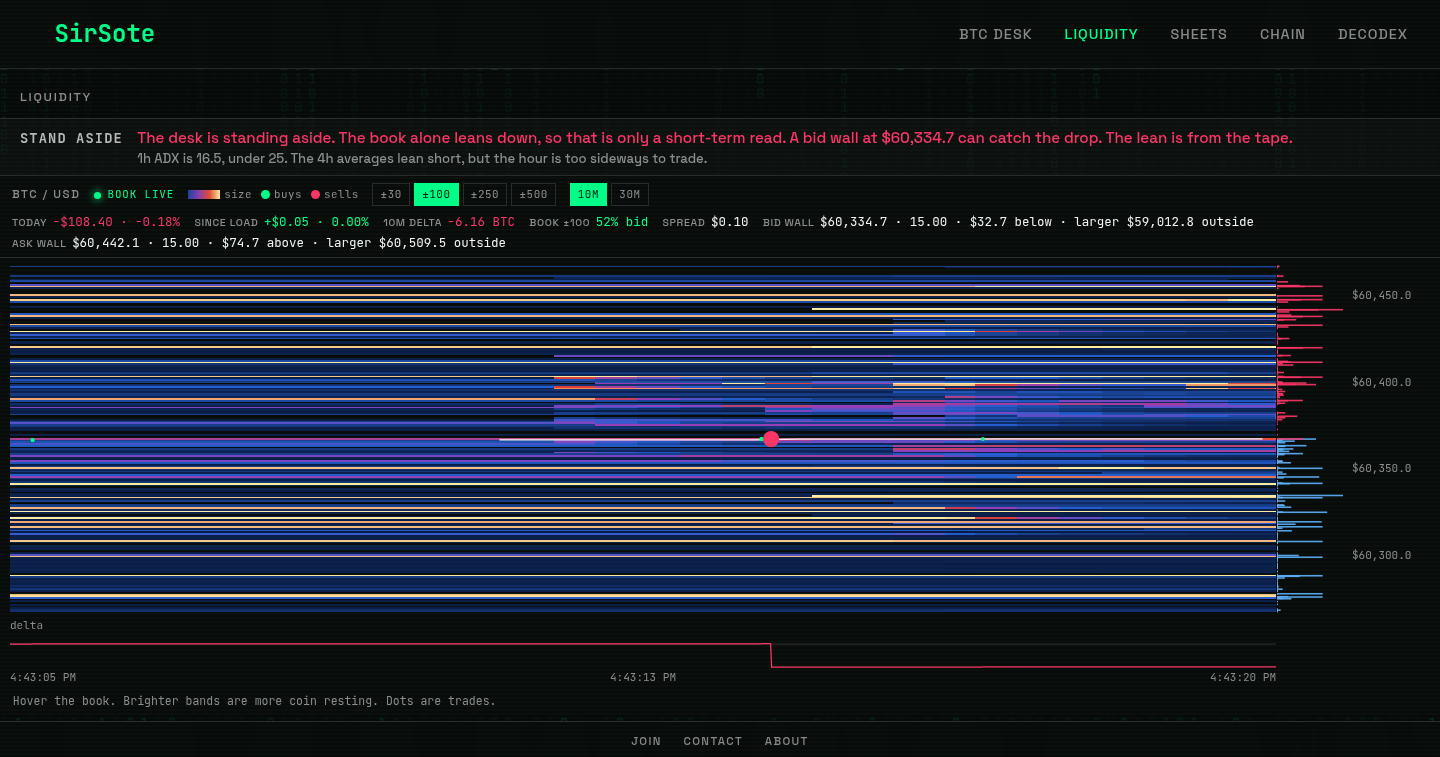 SirSote
BTC DESK LIQUIDITY SHEETS CHAIN DECODEX
LIQUIDITY
STAND ASIDE The desk is standing aside. The book alone leans down, so that is only a short-term read. A bid wall at $60,334.7 can catch the drop. The lean is from the tape.
1h ADX is 16.5, under 25. The 4h averages lean short, but the hour is too sideways to trade.
BTC / USD BOOK LIVE size buys sells ±30 ±100 ±250 ±500 10M 30M
TODAY -$108.40 · -0.18% SINCE LOAD +$0.05 · 0.00% 10M DELTA -6.16 BTC BOOK ±100 52% bid SPREAD $0.10 BID WALL $60,334.7 · 15.00 · $32.7 below · larger $59,012.8 outside
ASK WALL $60,442.1 · 15.00 · $74.7 above · larger $60,509.5 outside
$60,450.0
$60,400.0
$60,350.0
$60,300.0
delta
4:43:05 PM 4:43:13 PM 4:43:20 PM
Hover the book. Brighter bands are more coin resting. Dots are trades.
JOIN CONTACT ABOUT